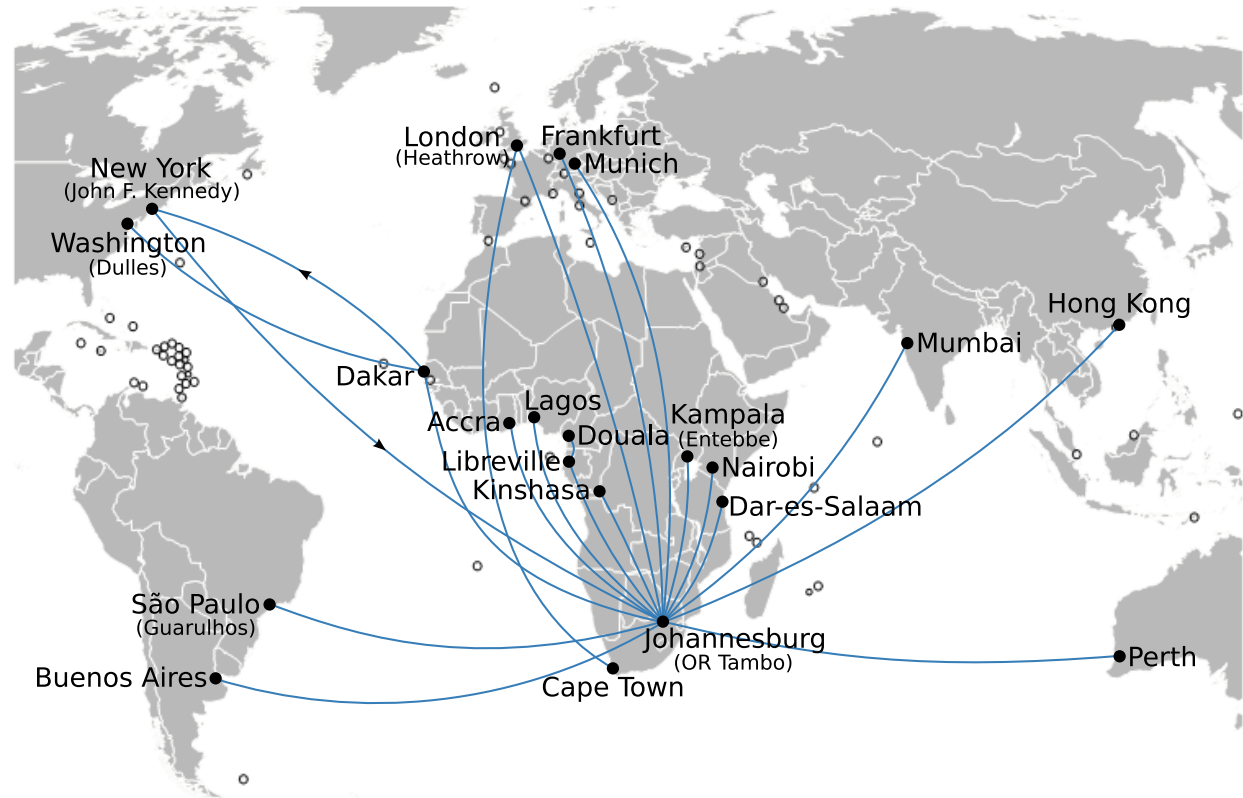 London
(Heathrow)
Frankfurt
Munich
New York
(John F. Kennedy)
Washington
(Dulles)
Hong Kong
Mumbai
Dakar
Lagos
Accra
Kampala
(Entebbe)
Douala
Libreville
Nairobi
Kinshasa
Dar-es-Salaam
São Paulo
(Guarulhos)
Johannesburg
(OR Tambo)
Perth
Buenos Aires
Cape Town